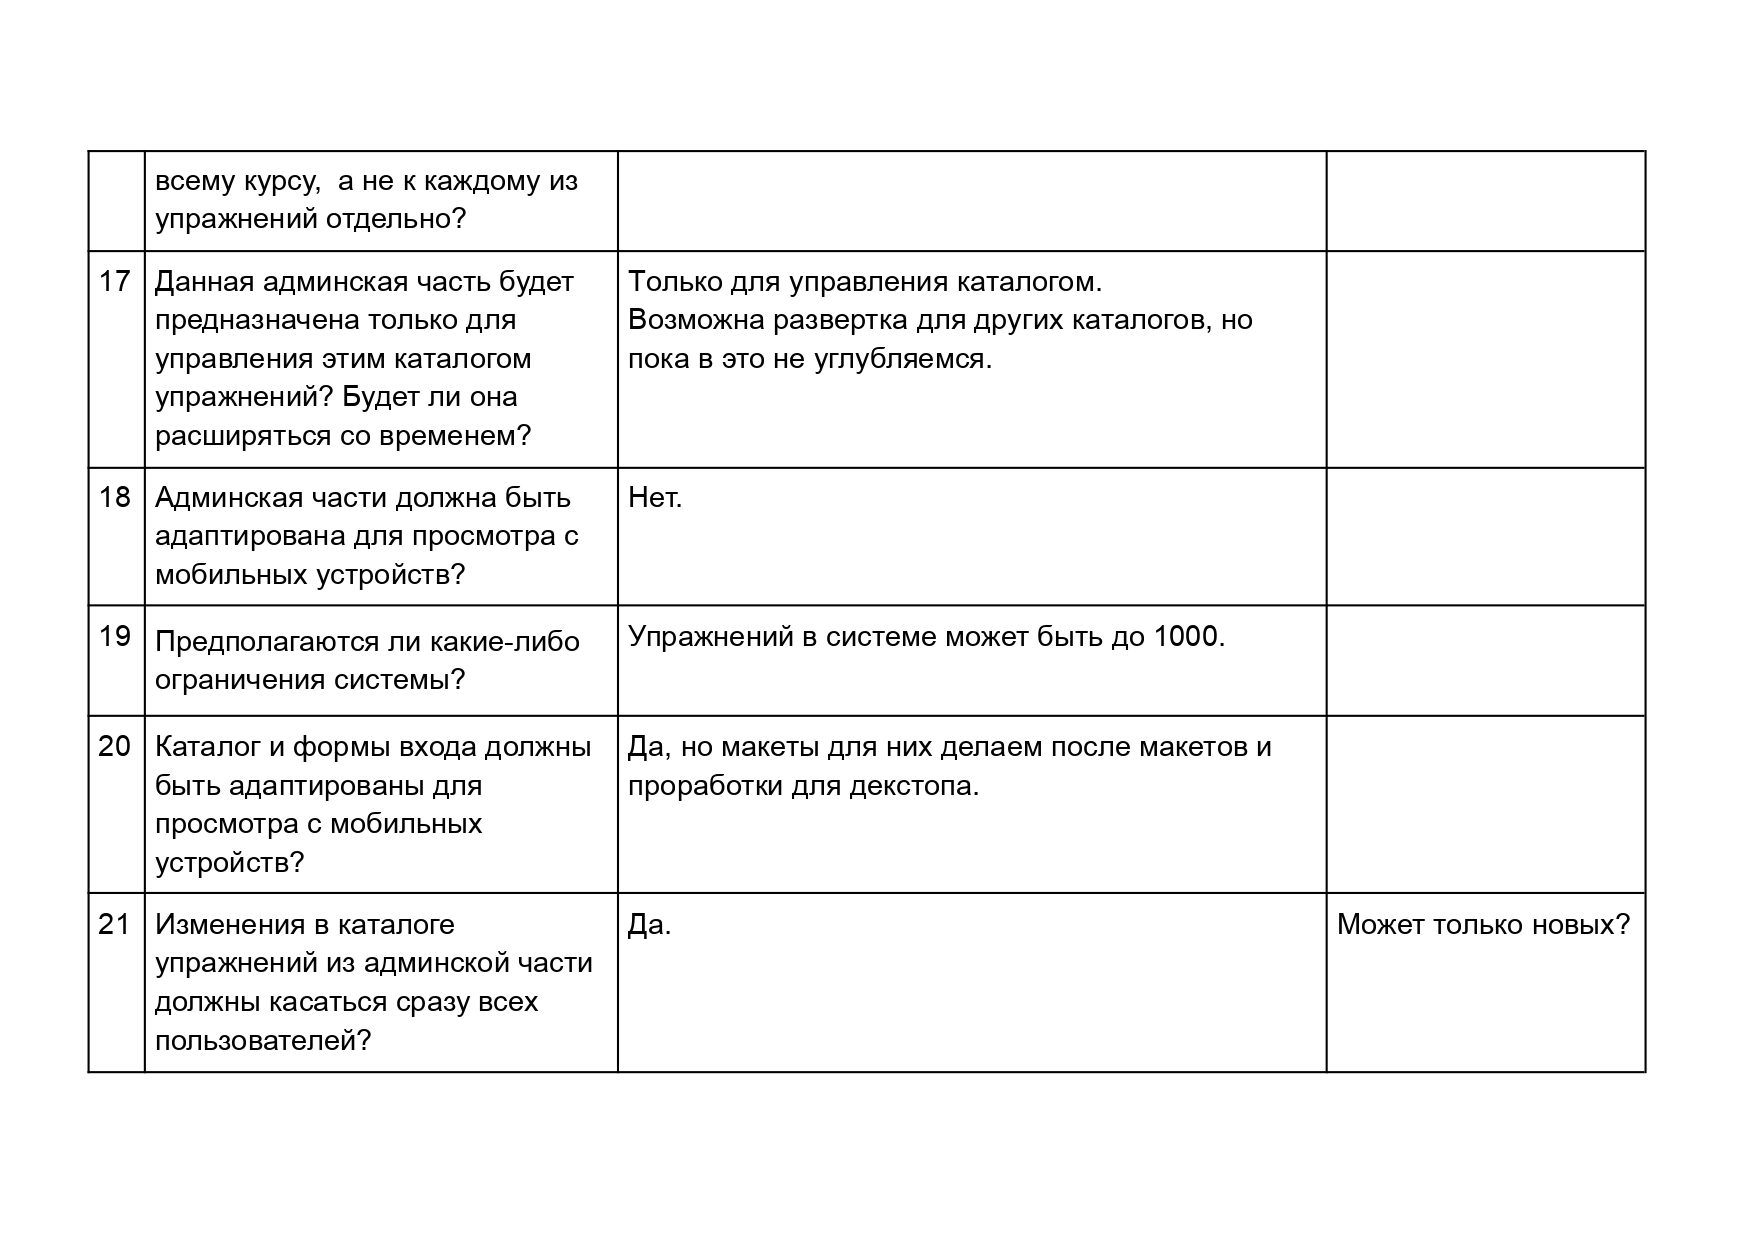 всему курсу,  а не к каждому из
упражнений отдельно?
17 Данная админская часть будет
предназначена только для
управления этим каталогом
упражнений? Будет ли она
расширяться со временем?
Только для управления каталогом.
Возможна развертка для других каталогов, но
пока в это не углубляемся.
18 Админская части должна быть
адаптирована для просмотра с
мобильных устройств?
Нет.
19 Предполагаются ли какие-либо
ограничения системы?
Упражнений в системе может быть до 1000.
20 Каталог и формы входа должны
быть адаптированы для
просмотра с мобильных
устройств?
Да, но макеты для них делаем после макетов и
проработки для декстопа.
21 Изменения в каталоге
упражнений из админской части
должны касаться сразу всех
пользователей?
Да.
Может только новых?